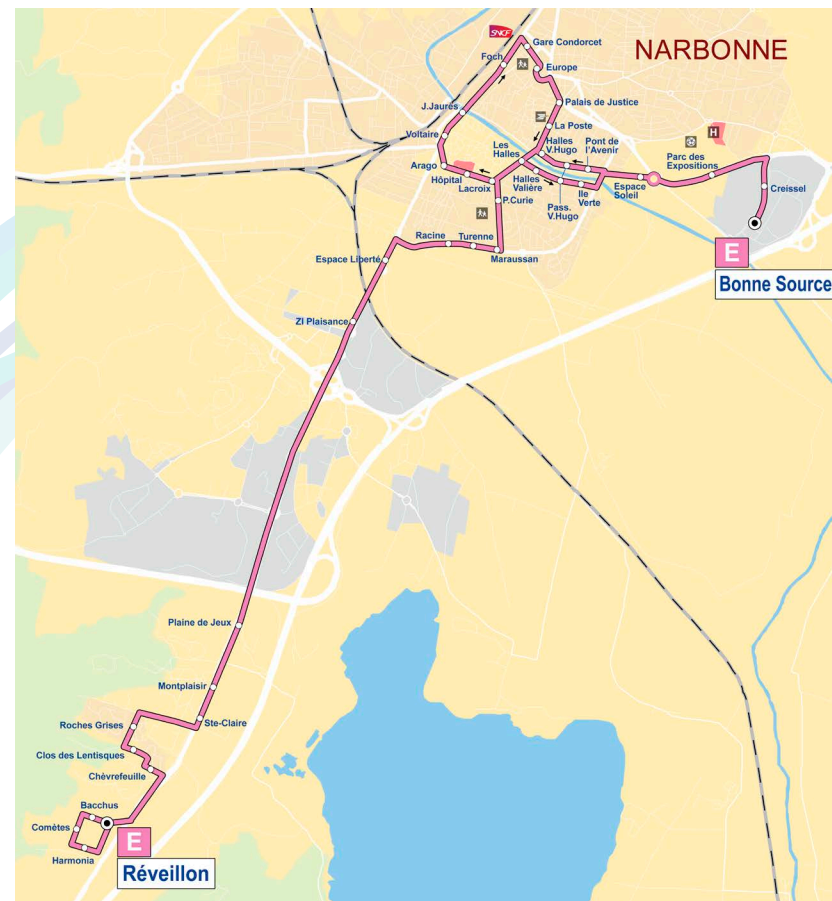 NARBONNE
SNCF
Gare Condorcet
Foch
Europe
J.Jaurès
Palais de Justice
La Poste
Voltaire
Les
Halles
Halles
V.Hugo
Pont de
l'Avenir
H
Parc des
Expositions
Arago
Hôpital
Lacroix
Halles
Valière
Pass.
V.Hugo
Ile
Verte
Espace
Soleil
Creissel
P.Curie
Racine
Turenne
Maraussan
Espace Liberté
E
Bonne Source
ZI Plaisance
Plaine de Jeux
Montplaisir
Ste-Claire
Roches Grises
Clos des Lentisques
Chèvrefeuille
Bacchus
Comètes
Harmonia
E
Réveillon